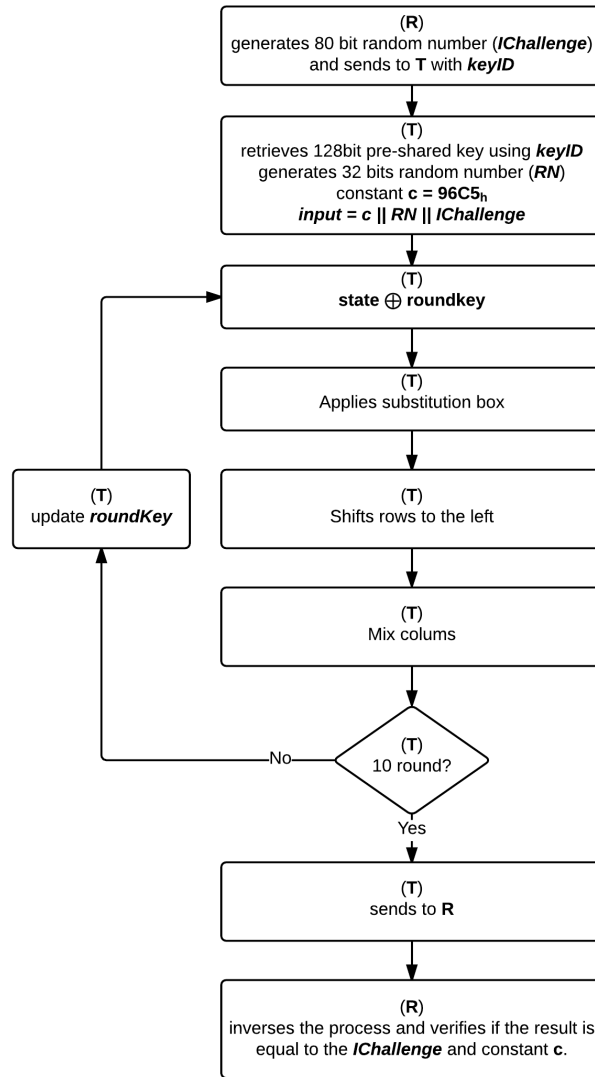 (R)
generates 80 bit random number (IChallenge)
and sends to T with keyID
(T)
retrieves 128bit pre-shared key using keyID
generates 32 bits random number (RN)
constant c = 96C5h
input = c || RN || IChallenge
(T)
state ⊕ roundkey
(T)
Applies substitution box
(T)
update roundKey
(T)
Shifts rows to the left
(T)
Mix colums
(T)
10 round?
No
Yes
(T)
sends to R
(R)
inverses the process and verifies if the result is
equal to the IChallenge and constant c.